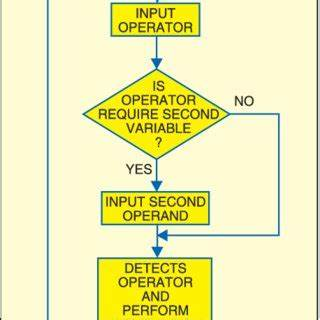 INPUT
OPERATOR
IS
OPERATOR
REQUIRE SECOND
VARIABLE
?
NO
YES
INPUT SECOND
OPERAND
DETECTS
OPERATOR
AND
PERFORM